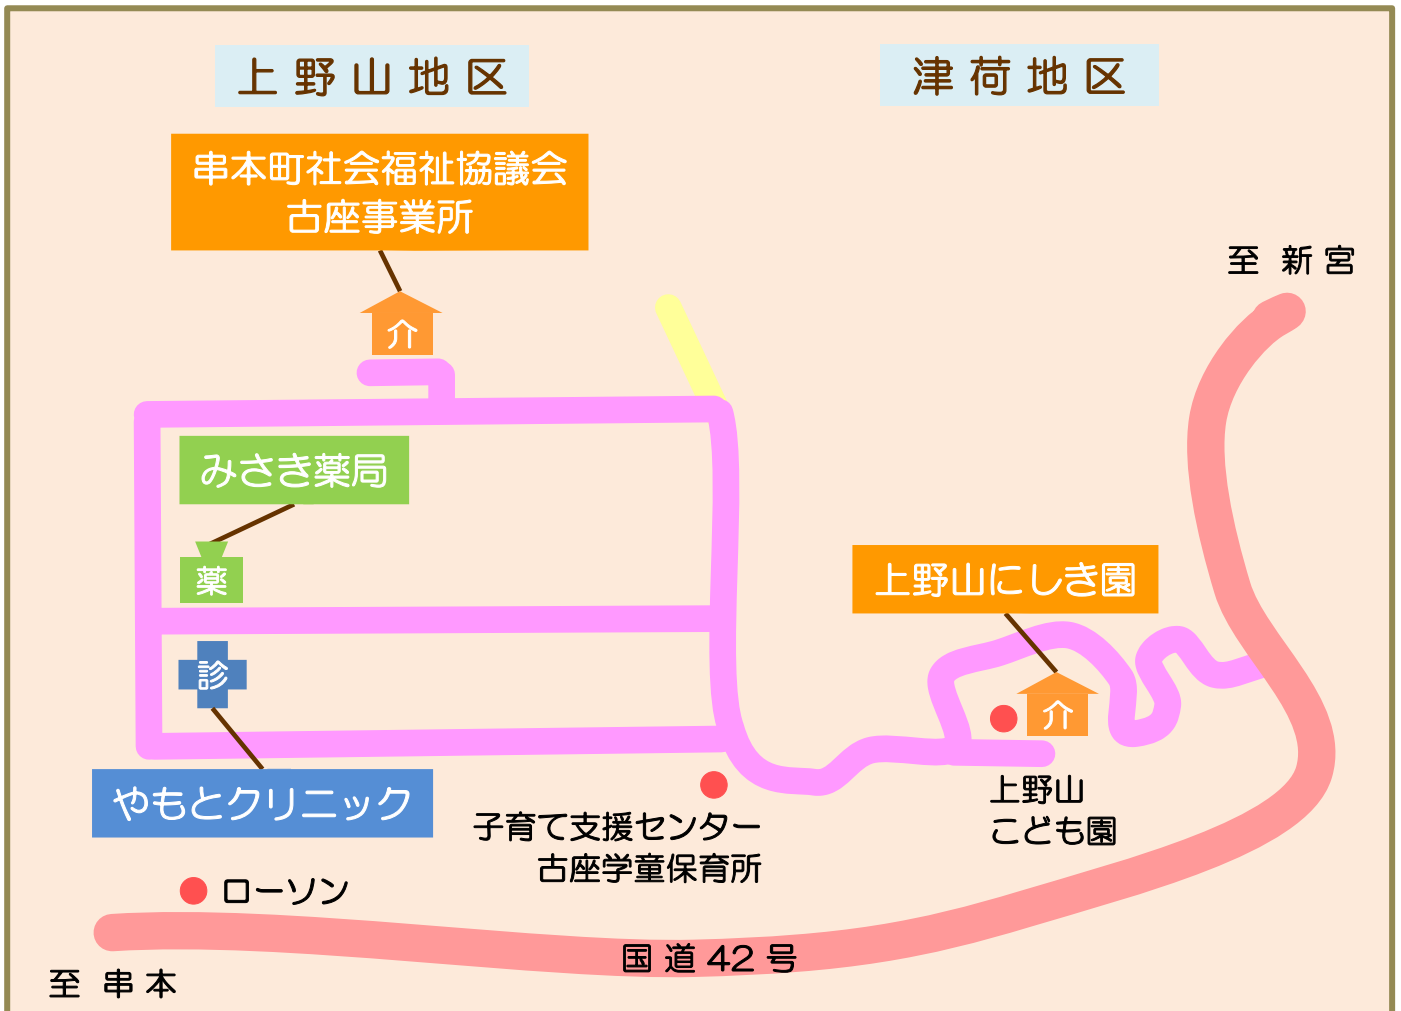 上野山地区
津荷地区
串本町社会福祉協議会
古座事業所
至 新宮
介
みさき薬局
薬
上野山にしき園
診
介
やもとクリニック
上野山
こども園
子育て支援センター
古座学童保育所
ローソン
国道42号
至 串本